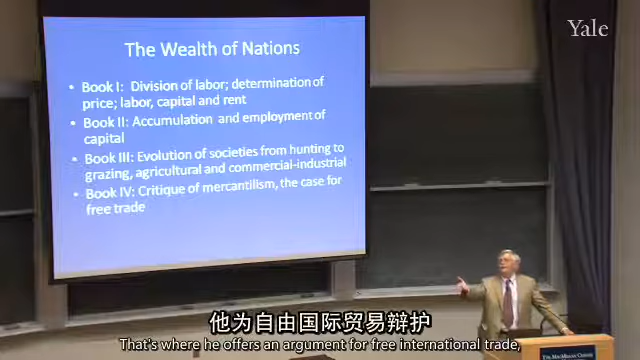 Yale
The Wealth of Nations
• Book I: Division of labor; determination of
price; labor, capital and rent
• Book II: Accumulation and employment of
capital
• Book III: Evolution of societies from hunting to
grazing, agricultural and commercial-industrial
• Book IV: Critique of mercantilism, the case for
free trade
他为自由国际贸易辩护
That's where he offers an argument for free international trade,
THE MACMILLAN CENTER